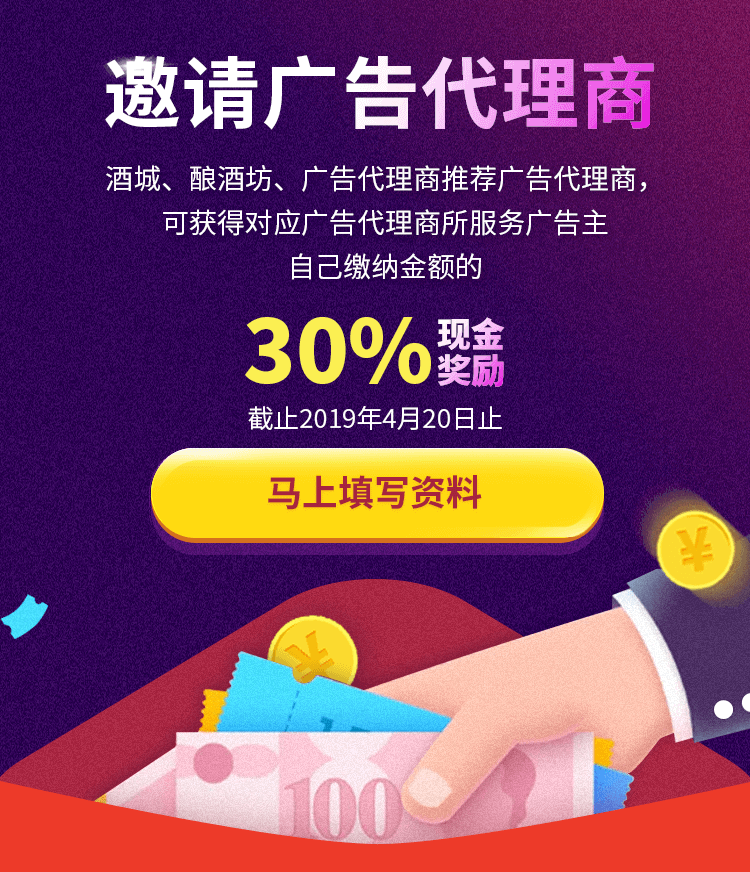 邀请广告代理商
酒城、酿酒坊、广告代理商推荐广告代理商，
可获得对应广告代理商所服务广告主
自己缴纳金额的
30%现金
奖励
截止2019年4月20日止
马上填写资料
¥
¥
100